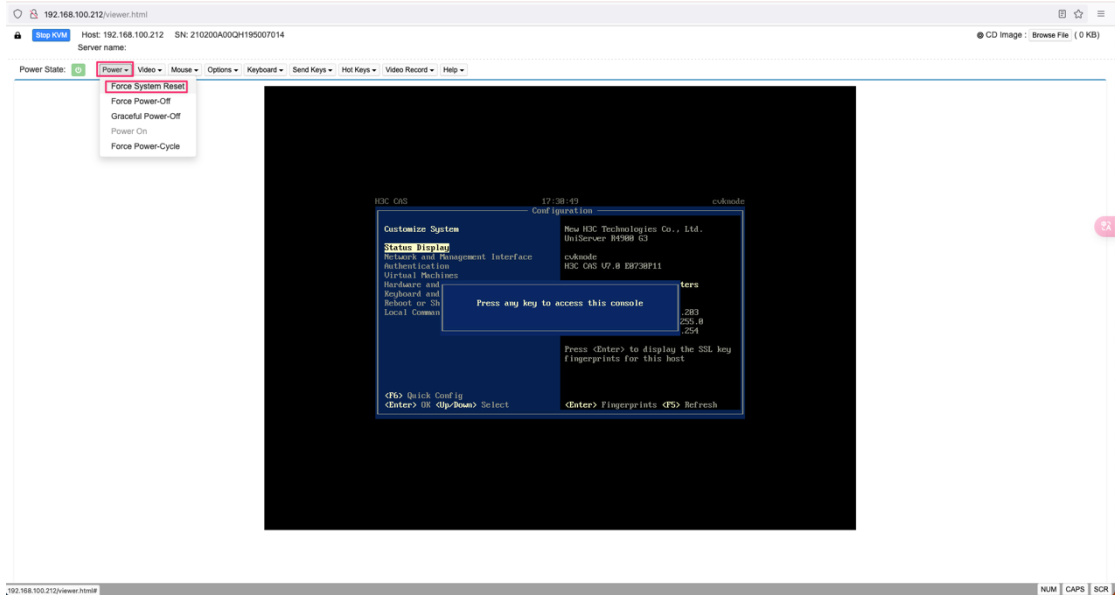 192.168.100.212/viewer.html
Stop KVM Host: 192.168.100.212 SN: 210200A00QH195007014
CD Image : Browse File ( 0 KB)
Server name:
Power State: Power Video Mouse Options Keyboard Send Keys Hot Keys Video Record Help
Force System Reset
Force Power-Off
Graceful Power-Off
Power On
Force Power-Cycle
H3C CAS 17:30:49 cvknode
Configuration
Customize System
Status Display
Network and Management Interface
Authentication
Virtual Machines
Hardware and
Keyboard and
Reboot or Sh
Local Comman
New H3C Technologies Co., Ltd.
UniServer R4900 G3
cvknode
H3C CAS V7.0 E0730P11
ters
.203
255.0
.254
Press any key to access this console
Press <Enter> to display the SSL key
fingerprints for this host
<F6> Quick Config
<Enter> OK <Up/Down> Select
<Enter> Fingerprints <F5> Refresh
192.168.100.212/viewer.html#
NUM CAPS SCR